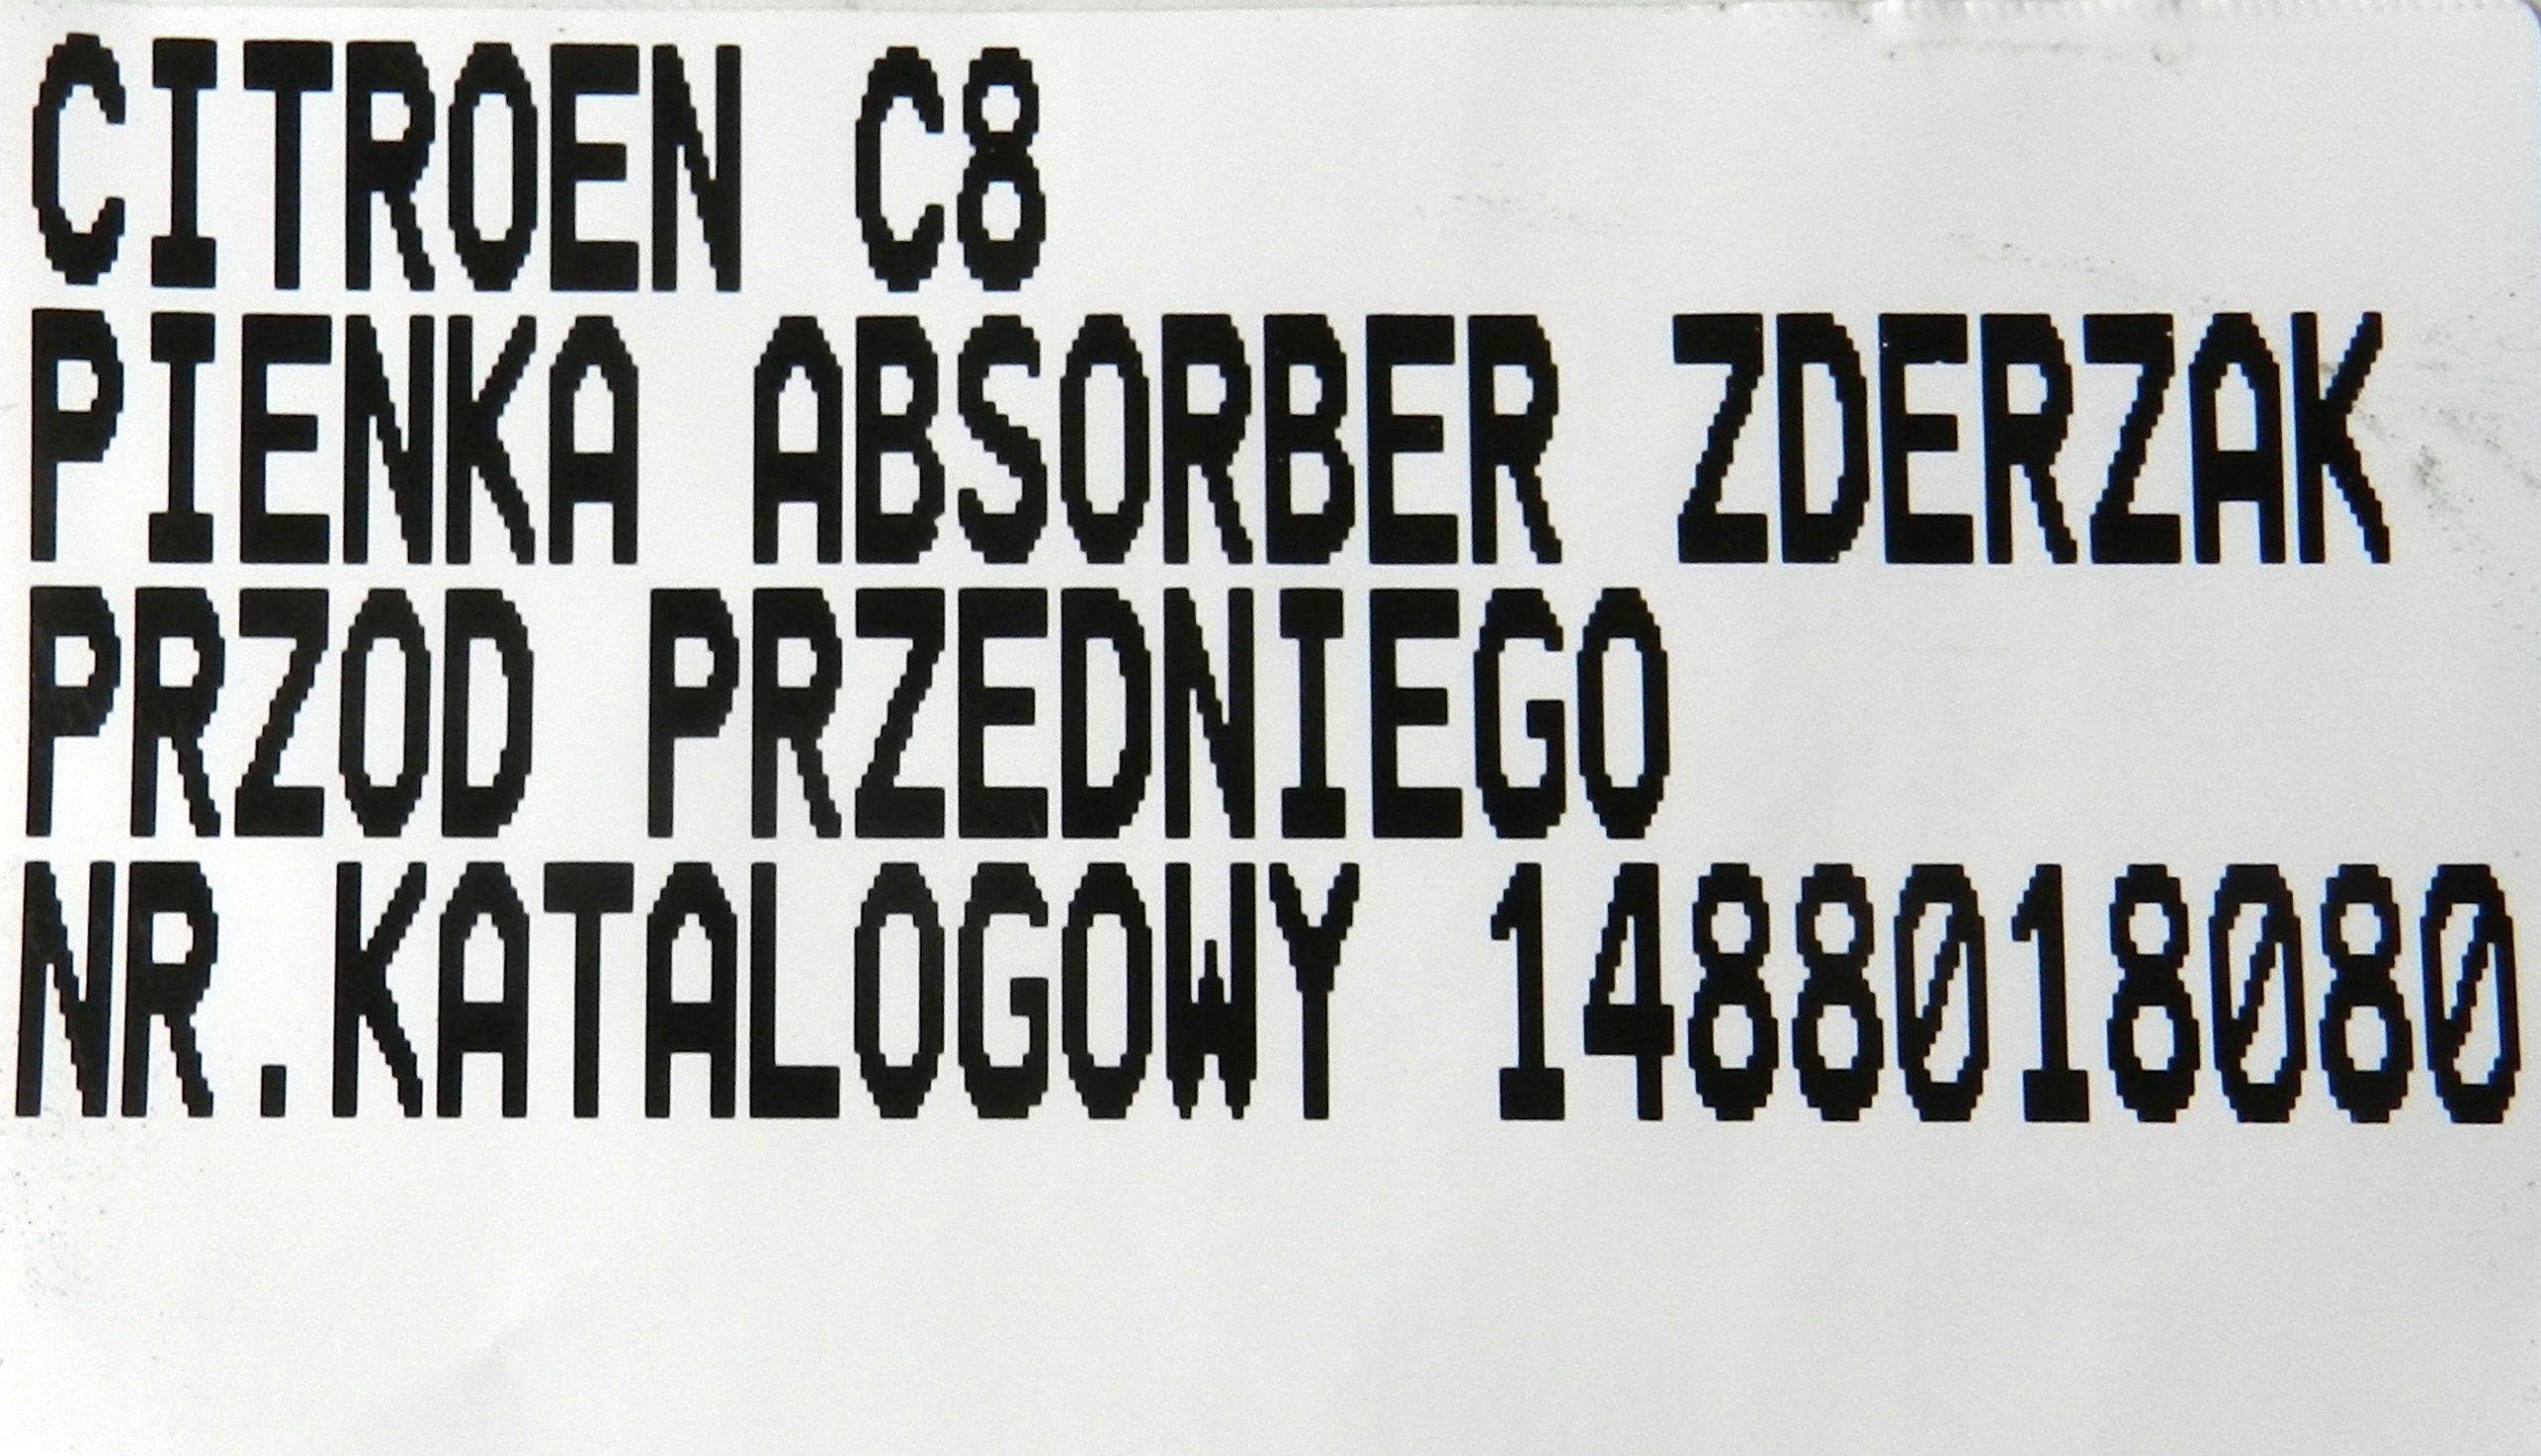 CITROEN C8
PIENKA ABSORBER ZDERZAK
PRZOD PRZEDNIEGO
NR.KATALOGOWY 1488018080